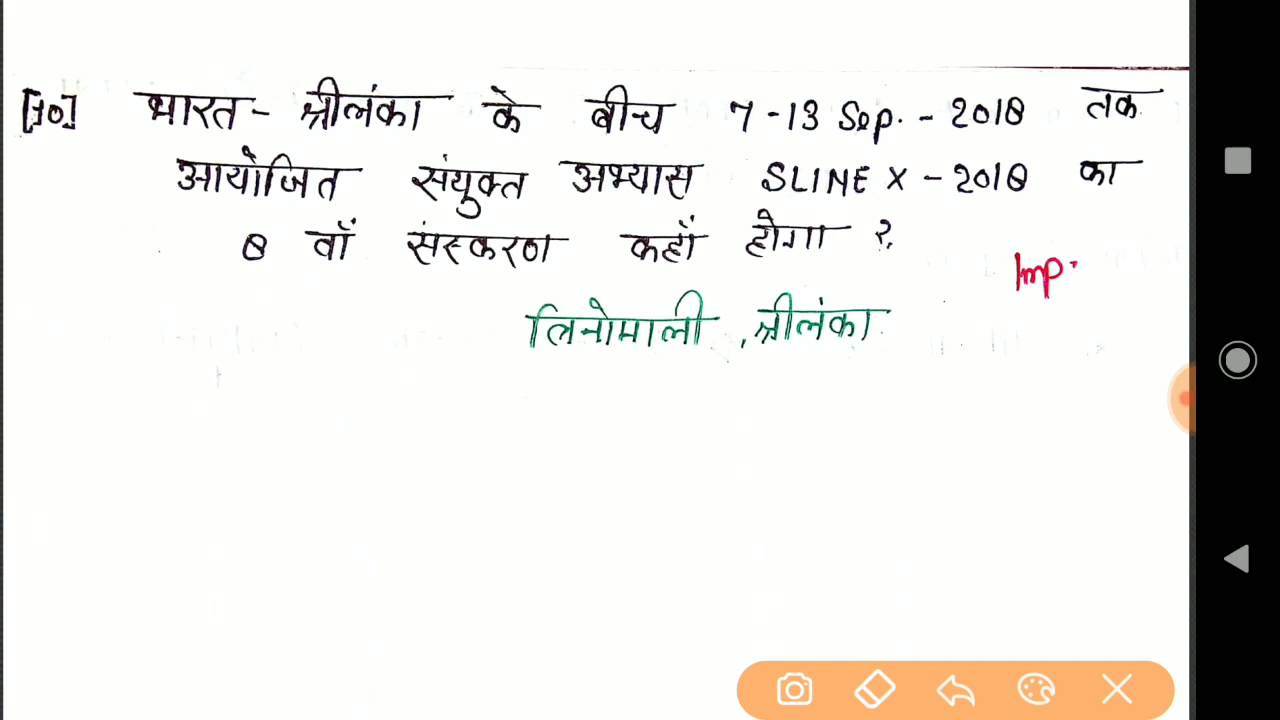 [10] भारत - श्रीलंका के बीच 7-13 Sep. - 2018 तक
आयोजित संयुक्त अभ्यास SLINEX - 2018 का
8 वाँ संस्करण कहाँ होगा ?
Imp.
लिनोमाली, श्रीलंका